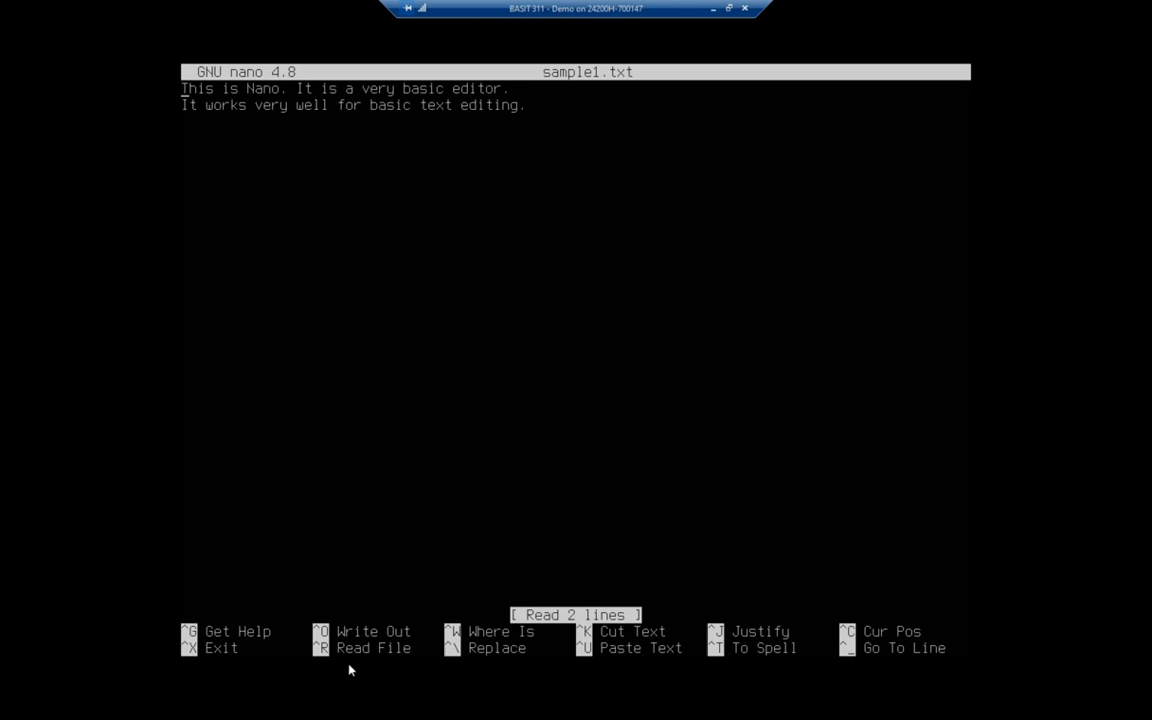 BASIT 311 - Demo on 24200H-700147
GNU nano 4.8 sample1.txt
This is Nano. It is a very basic editor.
It works very well for basic text editing.
[ Read 2 lines ]
^G Get Help ^O Write Out ^W Where Is ^K Cut Text ^J Justify ^C Cur Pos
^X Exit ^R Read File ^\ Replace ^U Paste Text ^T To Spell ^_ Go To Line